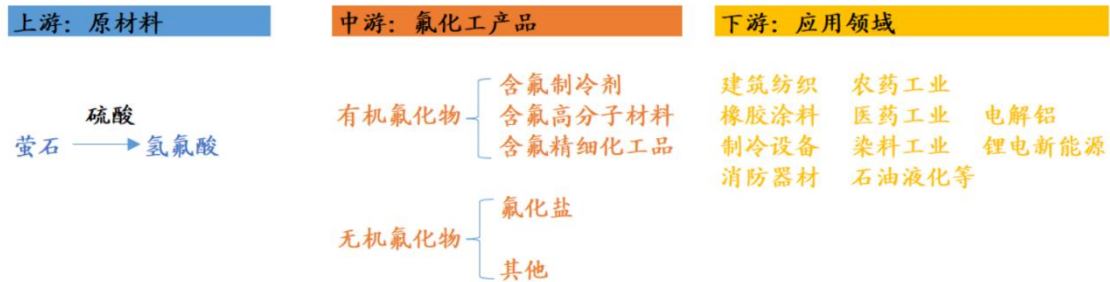 上游：原材料
硫酸
萤石
氢氟酸
中游：氟化工产品
有机氟化物
含氟制冷剂
含氟高分子材料
含氟精细化工品
无机氟化物
氟化盐
其他
下游：应用领域
建筑纺织 农药工业
橡胶涂料 医药工业 电解铝
制冷设备 染料工业 锂电新能源
消防器材 石油液化等